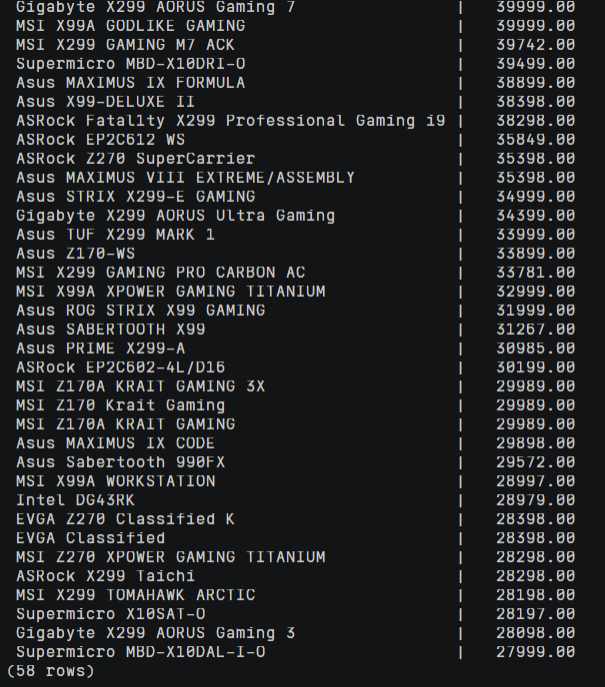 Gigabyte X299 AORUS Gaming 7 | 39999.00
MSI X99A GODLIKE GAMING | 39999.00
MSI X299 GAMING M7 ACK | 39742.00
Supermicro MBD-X10DRI-O | 39499.00
Asus MAXIMUS IX FORMULA | 38899.00
Asus X99-DELUXE II | 38398.00
ASRock Fatal1ty X299 Professional Gaming i9 | 38298.00
ASRock EP2C612 WS | 35849.00
ASRock Z270 SuperCarrier | 35398.00
Asus MAXIMUS VIII EXTREME/ASSEMBLY | 35398.00
Asus STRIX X299-E GAMING | 34999.00
Gigabyte X299 AORUS Ultra Gaming | 34399.00
Asus TUF X299 MARK 1 | 33999.00
Asus Z170-WS | 33899.00
MSI X299 GAMING PRO CARBON AC | 33781.00
MSI X99A XPOWER GAMING TITANIUM | 32999.00
Asus ROG STRIX X99 GAMING | 31999.00
Asus SABERTOOTH X99 | 31267.00
Asus PRIME X299-A | 30985.00
ASRock EP2C602-4L/D16 | 30199.00
MSI Z170A KRAIT GAMING 3X | 29989.00
MSI Z170 Krait Gaming | 29989.00
MSI Z170A KRAIT GAMING | 29989.00
Asus MAXIMUS IX CODE | 29898.00
Asus Sabertooth 990FX | 29572.00
MSI X99A WORKSTATION | 28997.00
Intel DG43RK | 28979.00
EVGA Z270 Classified K | 28398.00
EVGA Classified | 28398.00
MSI Z270 XPOWER GAMING TITANIUM | 28298.00
ASRock X299 Taichi | 28298.00
MSI X299 TOMAHAWK ARCTIC | 28198.00
Supermicro X10SAT-O | 28197.00
Gigabyte X299 AORUS Gaming 3 | 28098.00
Supermicro MBD-X10DAL-I-O | 27999.00
(58 rows)